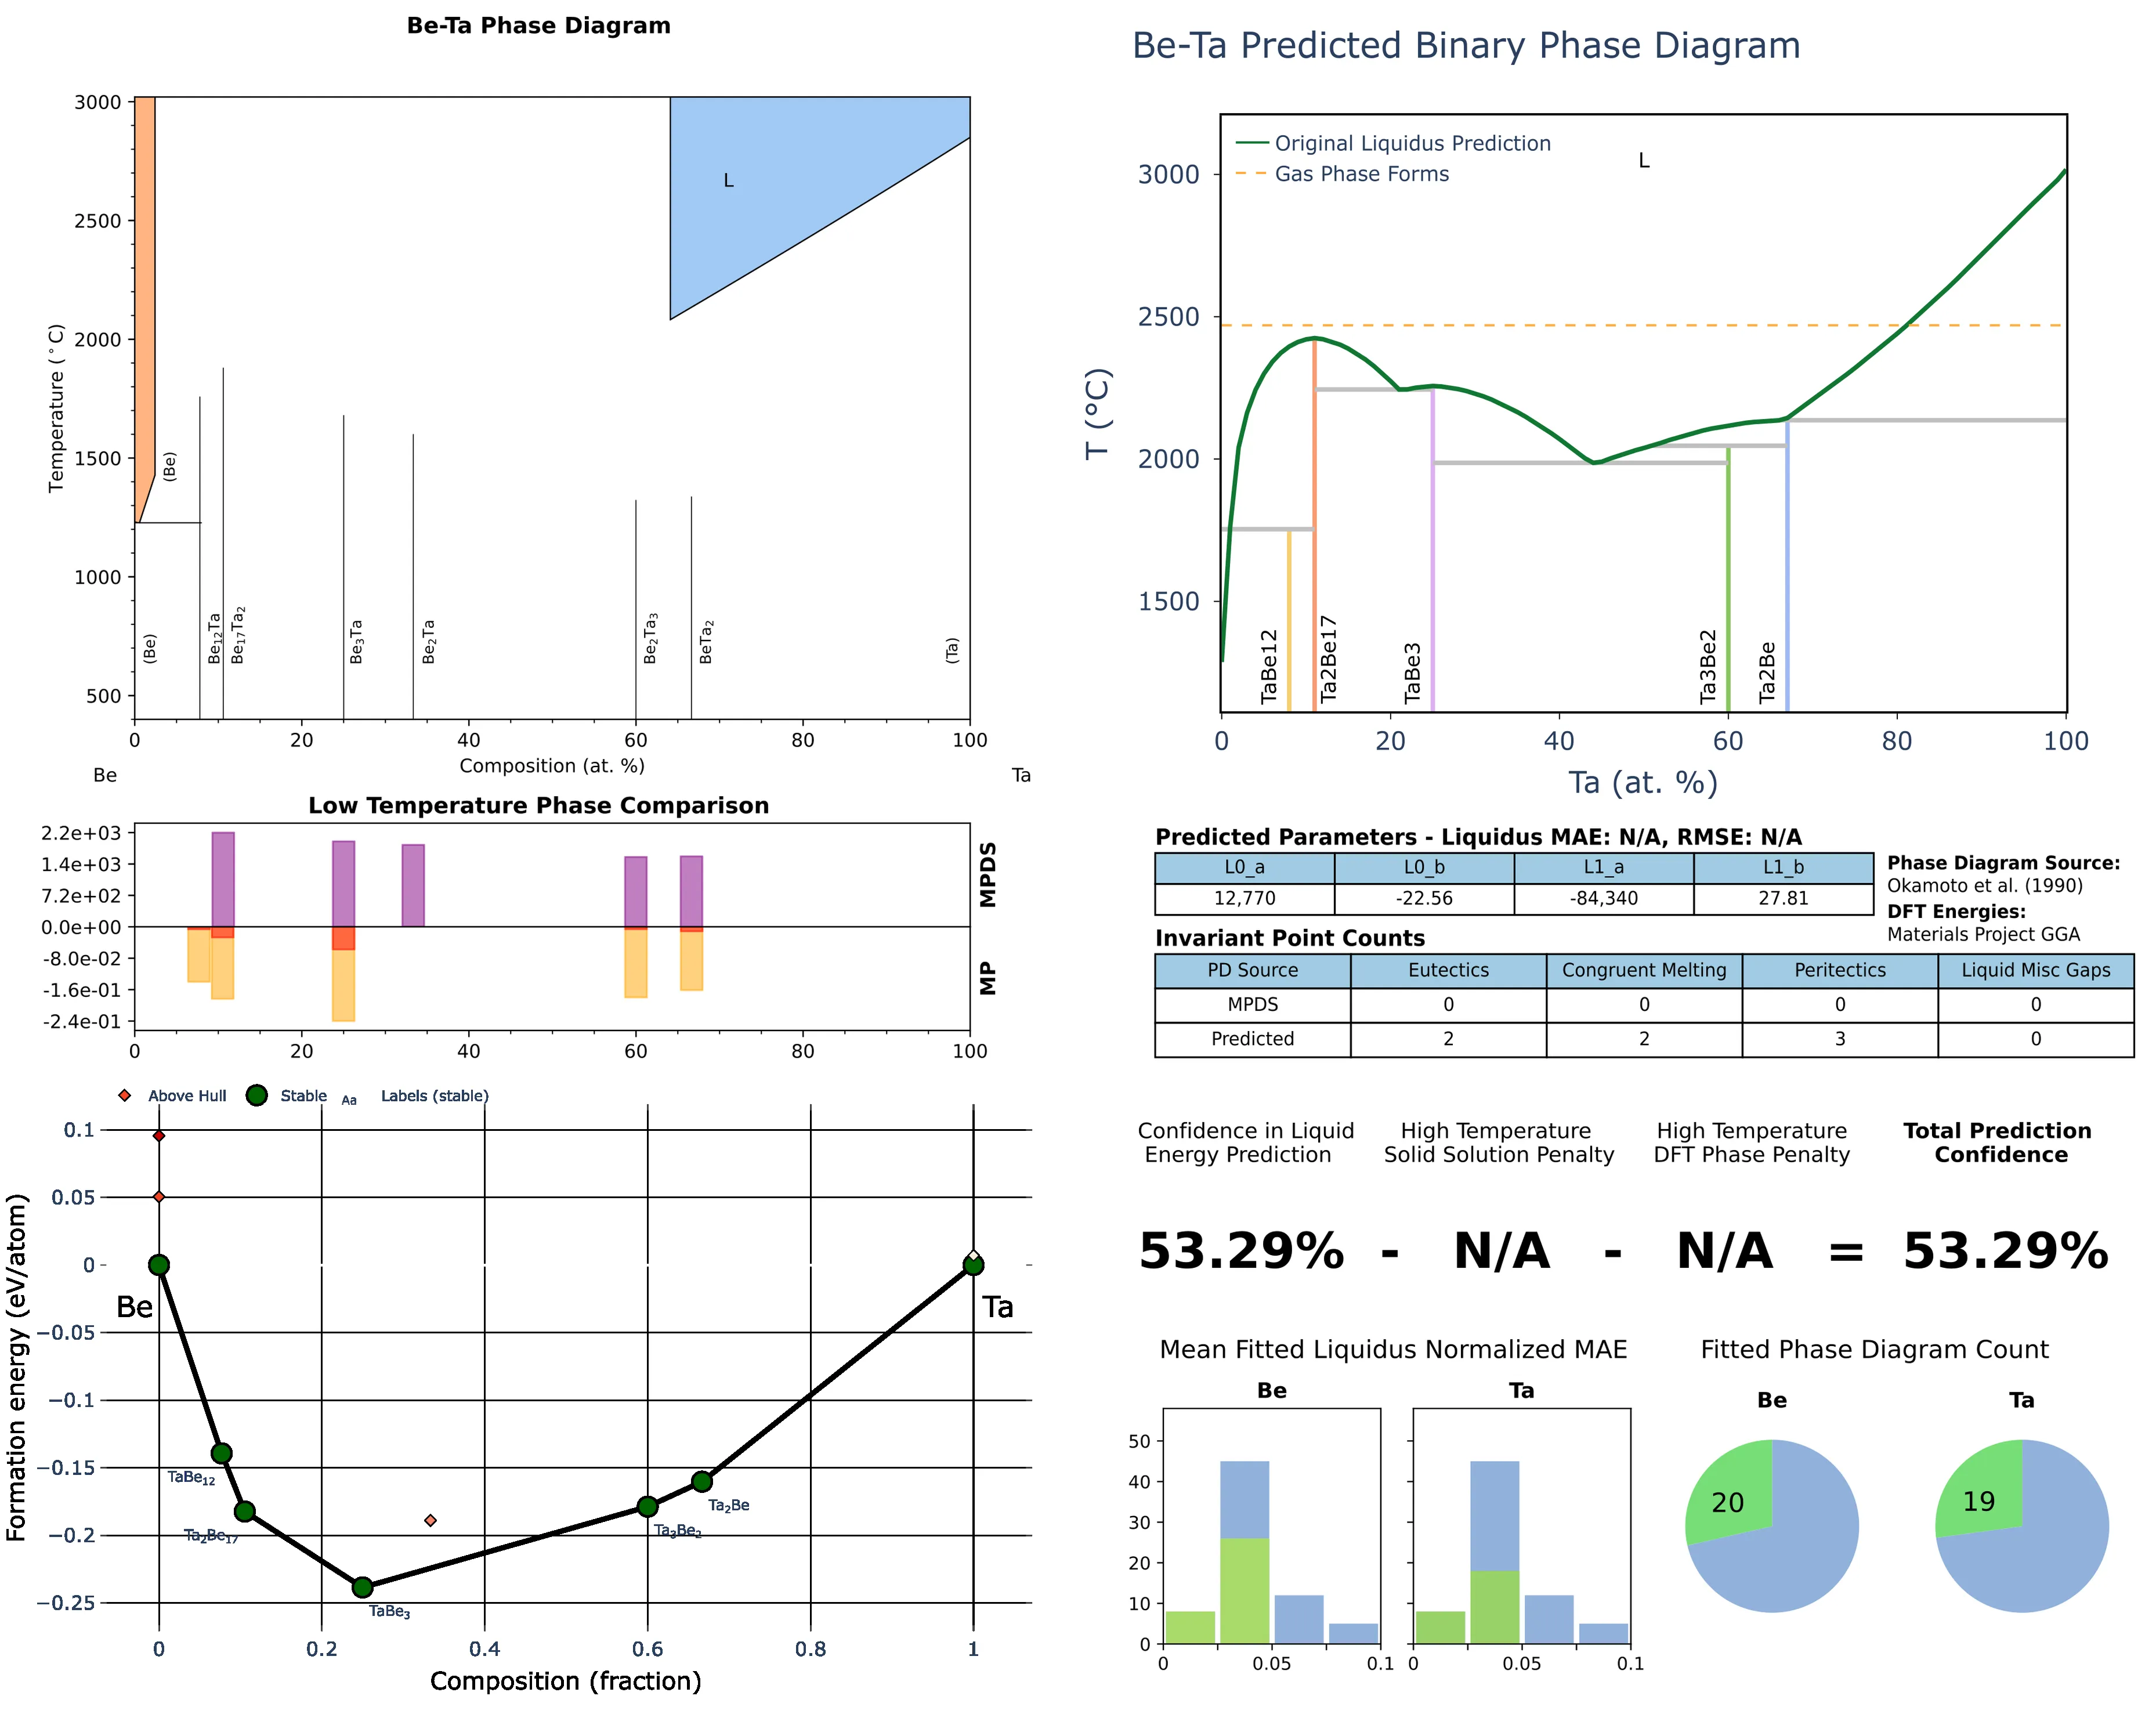 Be-Ta Phase Diagram
3000
2500
2000
1500
1000
500
Temperature (°C)
L
(Be)
(Be)
Be12Ta
Be17Ta2
Be3Ta
Be2Ta
Be2Ta3
BeTa2
(Ta)
0 20 40 60 80 100
Composition (at. %)
Be Ta
Low Temperature Phase Comparison
2.2e+03
1.4e+03
7.2e+02
0.0e+00
-8.0e-02
-1.6e-01
-2.4e-01
MPDS
MP
0 20 40 60 80 100
Above Hull Stable Aa Labels (stable)
0.1
0.05
0
−0.05
−0.1
−0.15
−0.2
−0.25
Formation energy (eV/atom)
Be
Ta
TaBe12
Ta2Be17
TaBe3
Ta3Be2
Ta2Be
0 0.2 0.4 0.6 0.8 1
Composition (fraction)
Be-Ta Predicted Binary Phase Diagram
Original Liquidus Prediction
Gas Phase Forms
L
3000
2500
2000
1500
T (°C)
TaBe12
Ta2Be17
TaBe3
Ta3Be2
Ta2Be
0 20 40 60 80 100
Ta (at. %)
Predicted Parameters - Liquidus MAE: N/A, RMSE: N/A
L0_a L0_b L1_a L1_b
12,770 -22.56 -84,340 27.81
Phase Diagram Source:
Okamoto et al. (1990)
DFT Energies:
Materials Project GGA
Invariant Point Counts
PD Source Eutectics Congruent Melting Peritectics Liquid Misc Gaps
MPDS 0 0 0 0
Predicted 2 2 3 0
Confidence in Liquid
Energy Prediction
High Temperature
Solid Solution Penalty
High Temperature
DFT Phase Penalty
Total Prediction
Confidence
53.29% - N/A - N/A = 53.29%
Mean Fitted Liquidus Normalized MAE
Be
Ta
50
40
30
20
10
0
0 0.05 0.1
0 0.05 0.1
Fitted Phase Diagram Count
Be
20
Ta
19